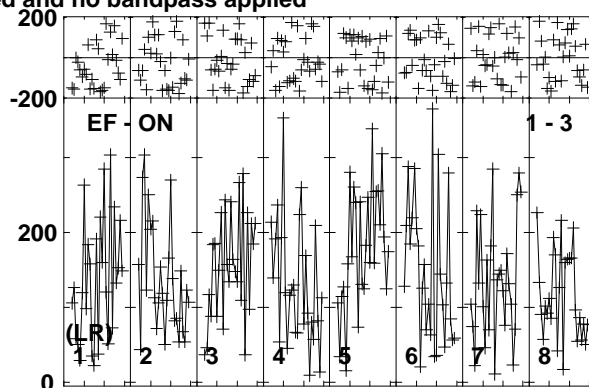 ed and no bandpass applied
200
-200
EF - ON 1 - 3
200
(LR)
1 2 3 4 5 6 7 8
0